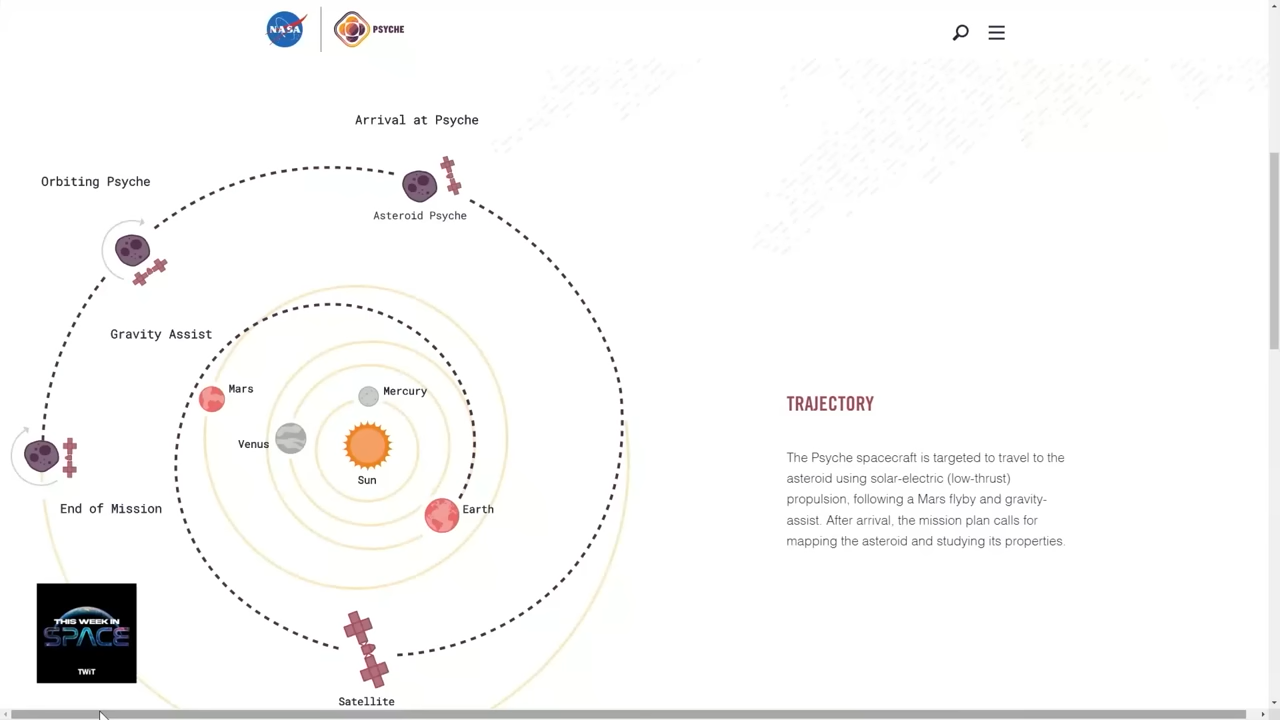 NASA
PSYCHE
Arrival at Psyche
Orbiting Psyche
Asteroid Psyche
Gravity Assist
Mars
Mercury
Venus
Sun
Earth
End of Mission
Satellite
TRAJECTORY
The Psyche spacecraft is targeted to travel to the
asteroid using solar-electric (low-thrust)
propulsion, following a Mars flyby and gravity-
assist. After arrival, the mission plan calls for
mapping the asteroid and studying its properties.
THIS WEEK IN
SPACE
TWiT